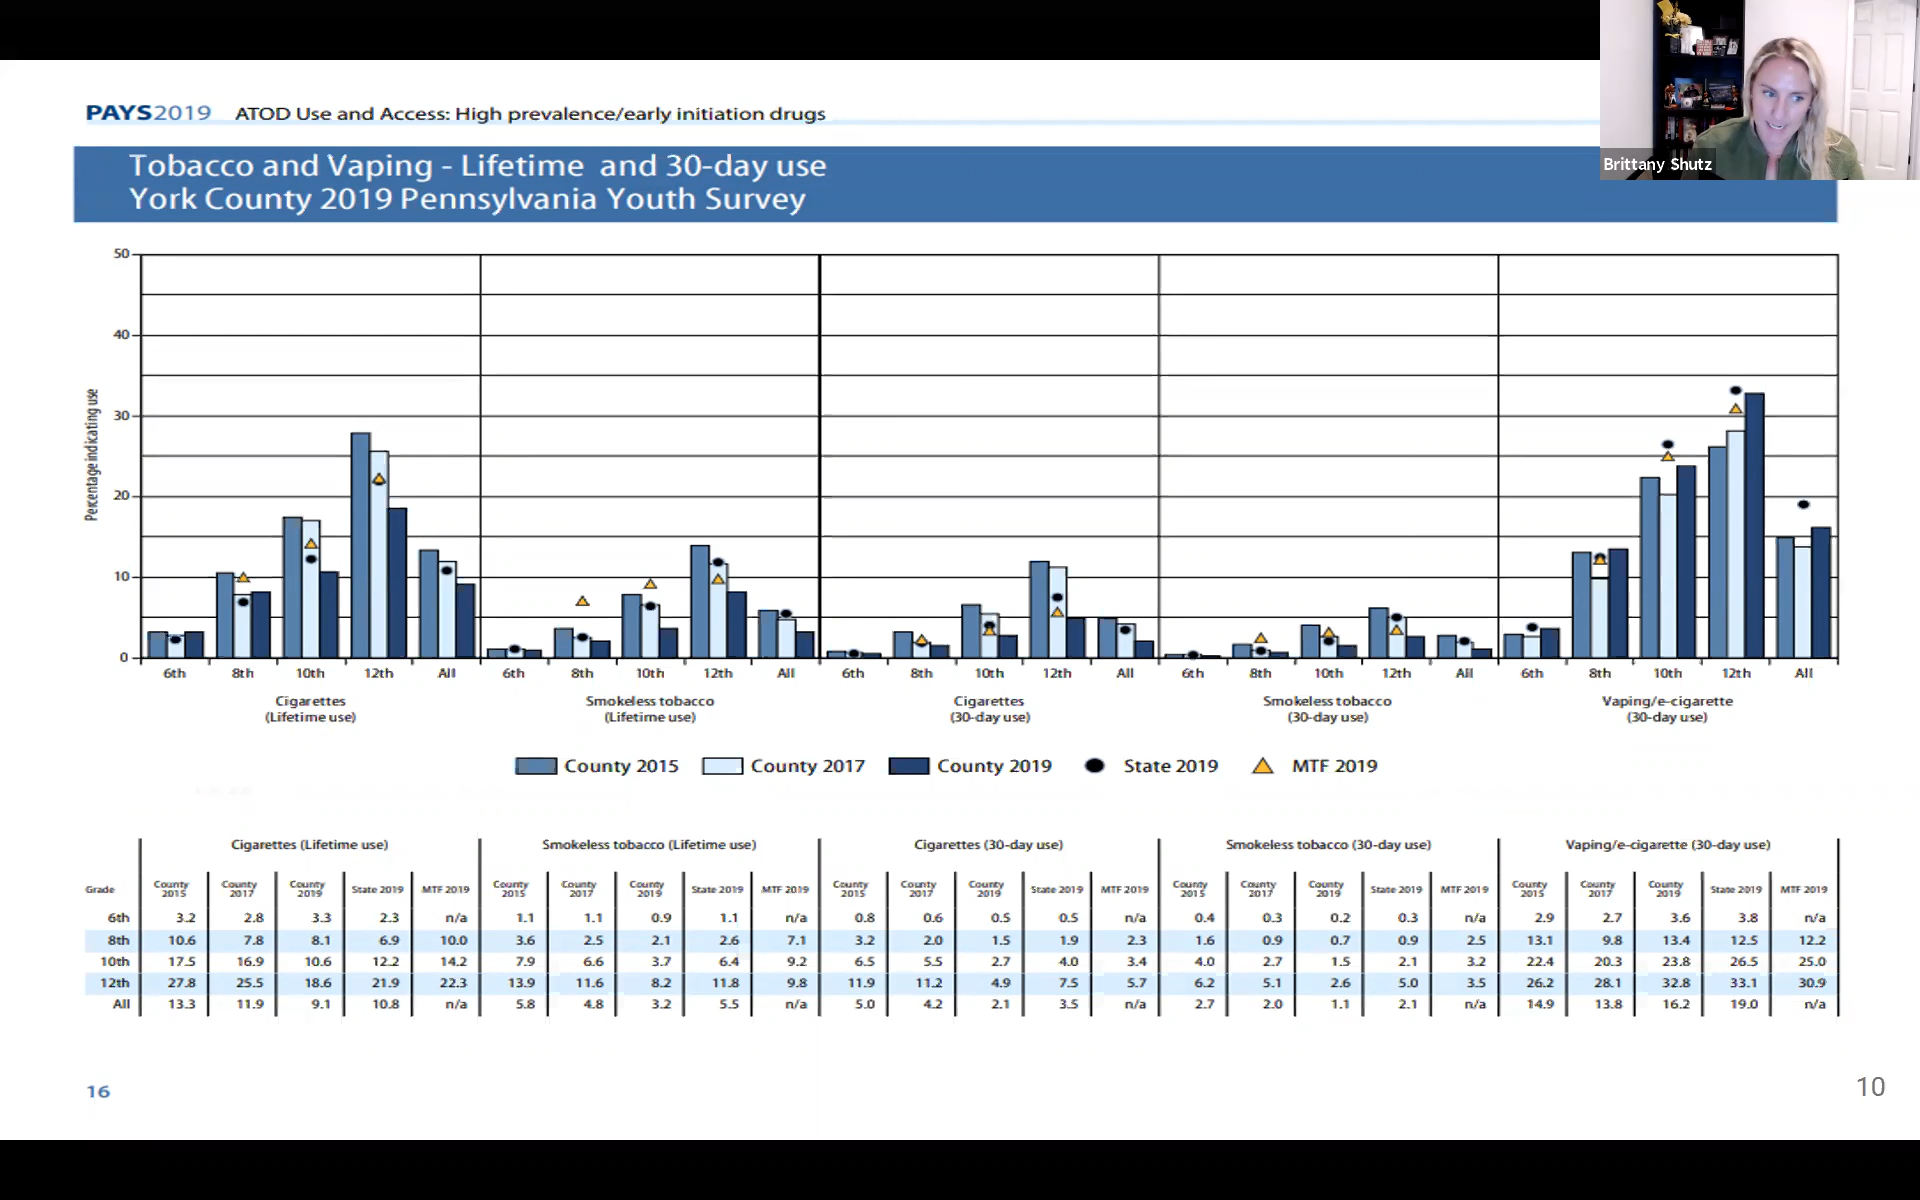 PAYS2019 ATOD Use and Access: High prevalence/early initiation drugs
Brittany Shutz
Tobacco and Vaping - Lifetime and 30-day use
York County 2019 Pennsylvania Youth Survey
Percentage indicating use
50
40
30
20
10
0
6th 8th 10th 12th All 6th 8th 10th 12th All 6th 8th 10th 12th All 6th 8th 10th 12th All 6th 8th 10th 12th All
Cigarettes Smokeless tobacco Cigarettes Smokeless tobacco Vaping/e-cigarette
(Lifetime use) (Lifetime use) (30-day use) (30-day use) (30-day use)
County 2015 County 2017 County 2019 State 2019 MTF 2019
Cigarettes (Lifetime use) Smokeless tobacco (Lifetime use) Cigarettes (30-day use) Smokeless tobacco (30-day use) Vaping/e-cigarette (30-day use)
Grade County 2015 County 2017 County 2019 State 2019 MTF 2019 County 2015 County 2017 County 2019 State 2019 MTF 2019 County 2015 County 2017 County 2019 State 2019 MTF 2019 County 2015 County 2017 County 2019 State 2019 MTF 2019 County 2015 County 2017 County 2019 State 2019 MTF 2019
6th 3.2 2.8 3.3 2.3 n/a 1.1 1.1 0.9 1.1 n/a 0.8 0.6 0.5 0.5 n/a 0.4 0.3 0.2 0.3 n/a 2.9 2.7 3.6 3.8 n/a
8th 10.6 7.8 8.1 6.9 10.0 3.6 2.5 2.1 2.6 7.1 3.2 2.0 1.5 1.9 2.3 1.6 0.9 0.7 0.9 2.5 13.1 9.8 13.4 12.5 12.2
10th 17.5 16.9 10.6 12.2 14.2 7.9 6.6 3.7 6.4 9.2 6.5 5.5 2.7 4.0 3.4 4.0 2.7 1.5 2.1 3.2 22.4 20.3 23.8 26.5 25.0
12th 27.8 25.5 18.6 21.9 22.3 13.9 11.6 8.2 11.8 9.8 11.9 11.2 4.9 7.5 5.7 6.2 5.1 2.6 5.0 3.5 26.2 28.1 32.8 33.1 30.9
All 13.3 11.9 9.1 10.8 n/a 5.8 4.8 3.2 5.5 n/a 5.0 4.2 2.1 3.5 n/a 2.7 2.0 1.1 2.1 n/a 14.9 13.8 16.2 19.0 n/a
16
10